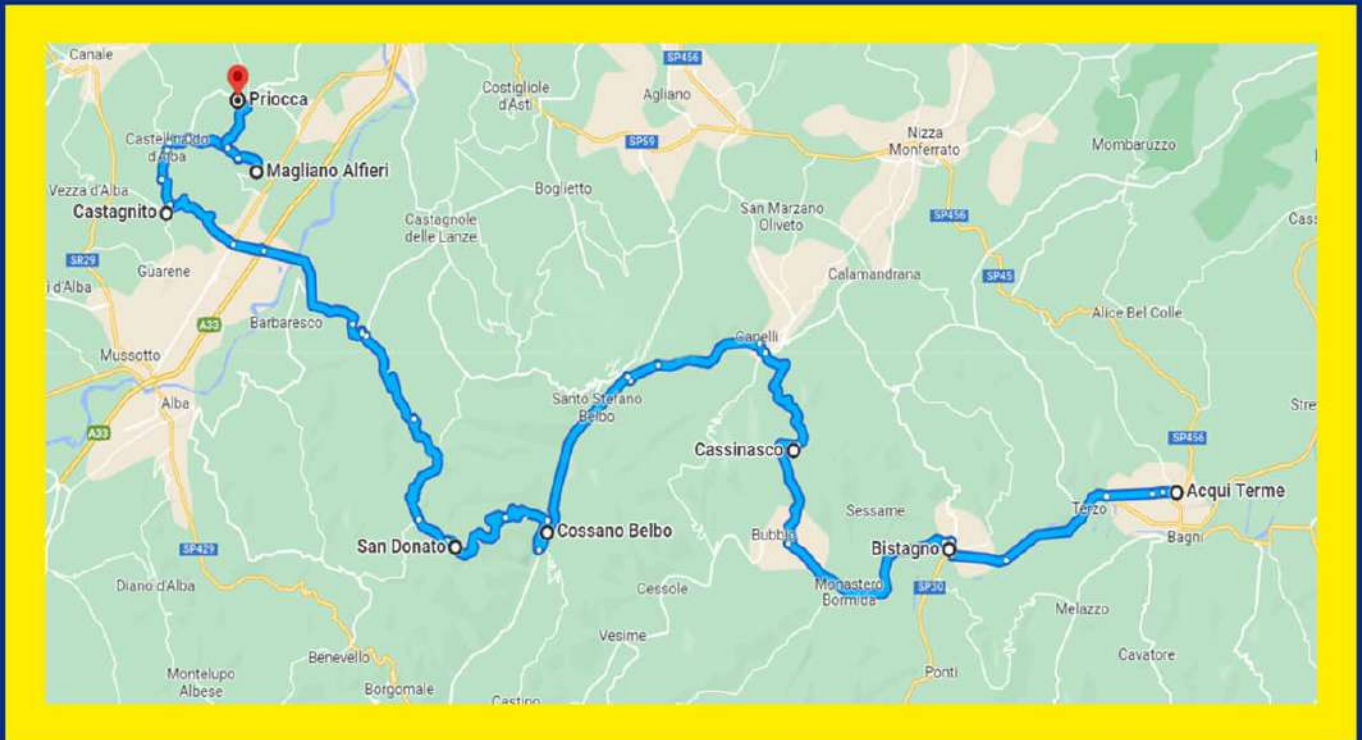 Canale
SP456
Costigliole
d'Asti
Agliano
Priocca
Nizza
Monferrato
Mombaruzzo
SP59
d'Alba
Magliano Alfieri
Vezza d'Alba
Boglietto
Castagnito
Castagnole
delle Lanze
San Marzano
Oliveto
SP456
Cas
SR29
Guarene
Calamandrana
SP45
i d'Alba
A33
Barbaresco
Alice Bel Colle
Canelli
Mussotto
Santo Stefano
Belbo
Alba
Stre
A33
SP456
Cassinasco
Acqui Terme
Terzo
Sessame
Cossano Belbo
Bubbio
Bagni
San Donato
SP429
Bistagno
Diano d'Alba
Cessole
Monastero
Bormida
SP30
Melazzo
Vesime
Benevello
Cavatore
Montelupo
Albese
Ponti
Borgomale
Castino